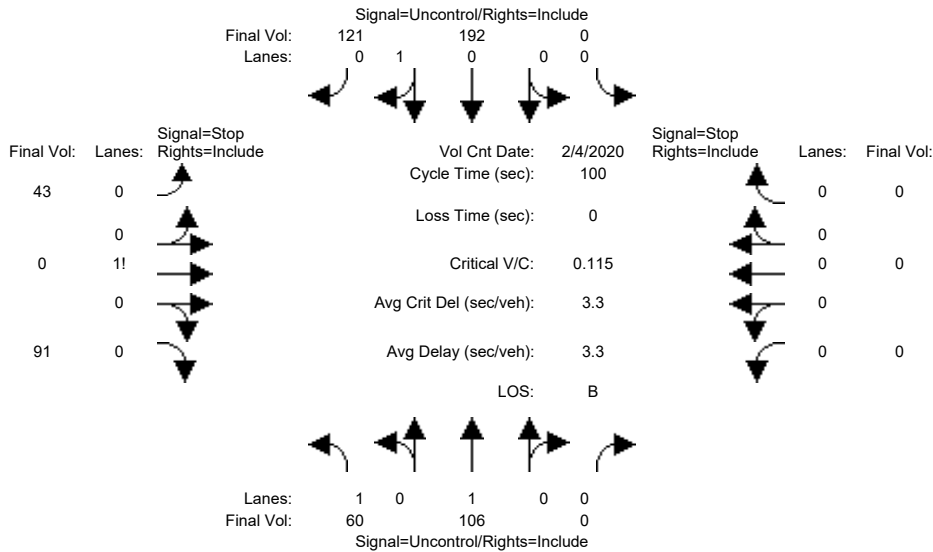 Signal=Uncontrol/Rights=Include
Final Vol: 121 192 0
Lanes: 0 1 0 0 0
Signal=Stop Signal=Stop
Final Vol: Lanes: Rights=Include Vol Cnt Date: 2/4/2020 Rights=Include Lanes: Final Vol:
Cycle Time (sec): 100
43 0 0 0
Loss Time (sec): 0
0 0
0 1! Critical V/C: 0.115 0 0
0 Avg Crit Del (sec/veh): 3.3 0
91 0 Avg Delay (sec/veh): 3.3 0 0
LOS: B
Lanes: 1 0 1 0 0
Final Vol: 60 106 0
Signal=Uncontrol/Rights=Include